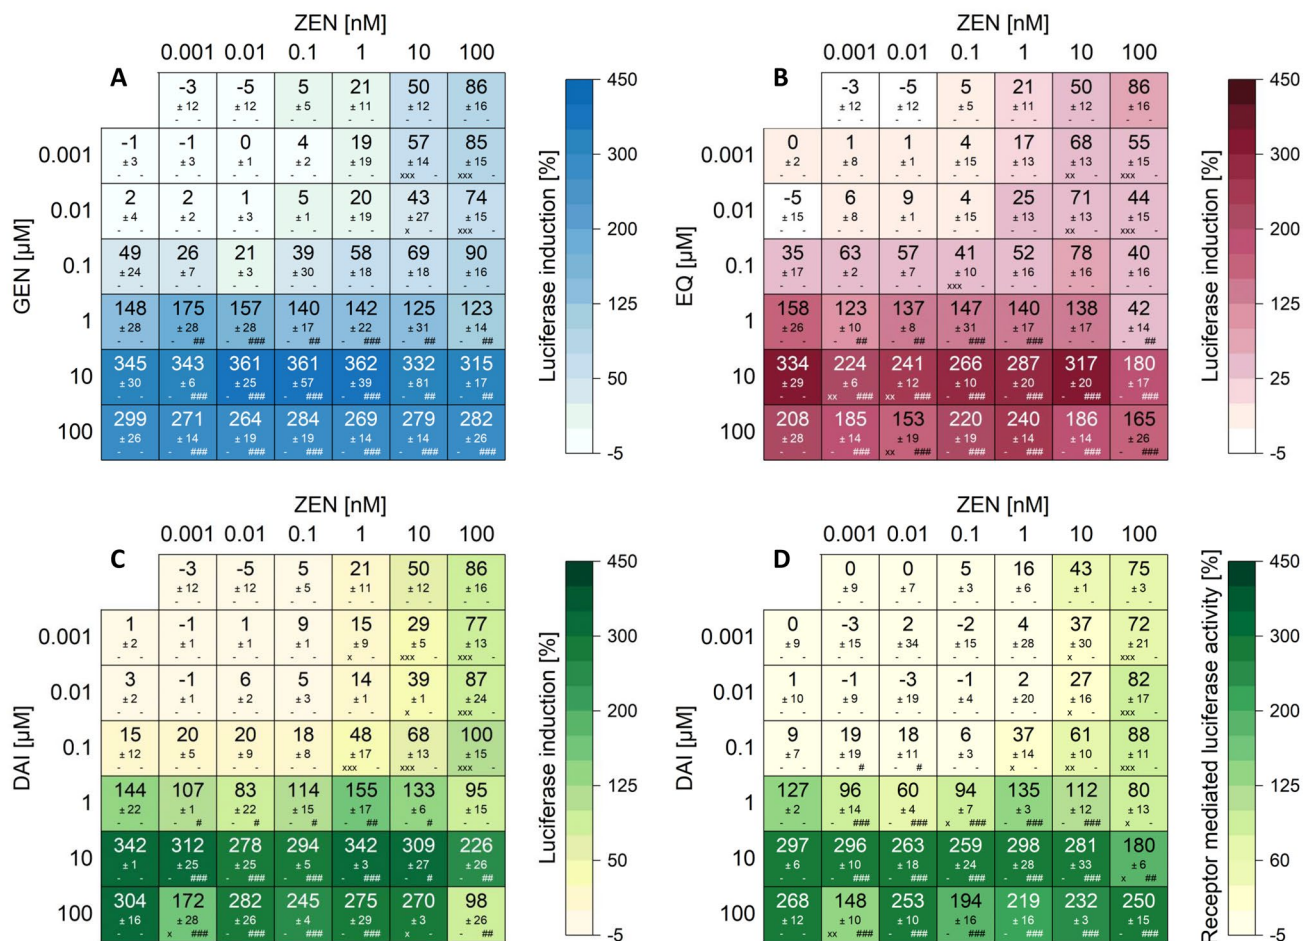 ZEN [nM]
0.001 0.01 0.1 1 10 100
A
-3 -5 5 21 50 86
± 12 ± 12 ± 5 ± 11 ± 12 ± 16
- - - - - - - - - - - -
0.001 -1 -1 0 4 19 57 85
± 3 ± 3 ± 1 ± 2 ± 19 ± 14 ± 15
- - - - - - - - - - xxx - xxx -
0.01 2 2 1 5 20 43 74
± 4 ± 2 ± 3 ± 1 ± 19 ± 27 ± 15
- - - - - - - - - - x - xxx -
0.1 49 26 21 39 58 69 90
± 24 ± 7 ± 3 ± 30 ± 18 ± 18 ± 16
- - - - - - - - - - - - - -
1 148 175 157 140 142 125 123
± 28 ± 28 ± 28 ± 17 ± 22 ± 31 ± 14
- - - ## - ## - ## - ### - ## - ##
10 345 343 361 361 362 332 315
± 30 ± 6 ± 25 ± 57 ± 39 ± 81 ± 17
- - - ### - ### - ### - ### - ## - ##
100 299 271 264 284 269 279 282
± 26 ± 14 ± 19 ± 19 ± 14 ± 14 ± 26
- - - ### - ### - ### - ### - ### - ###
GEN [µM]
450
300
200
125
50
-5
Luciferase induction [%]
ZEN [nM]
0.001 0.01 0.1 1 10 100
B
-3 -5 5 21 50 86
± 12 ± 12 ± 5 ± 11 ± 12 ± 16
- - - - - - - - - - - -
0.001 0 1 1 4 17 68 55
± 2 ± 8 ± 1 ± 15 ± 13 ± 13 ± 15
- - - - - - - - - - xx - xxx -
0.01 -5 6 9 4 25 71 44
± 15 ± 8 ± 1 ± 15 ± 13 ± 13 ± 15
- - - - - - - - - - xx - xxx -
0.1 35 63 57 41 52 78 40
± 17 ± 2 ± 7 ± 10 ± 16 ± 16 ± 16
- - - - - - xxx - - - - - - -
1 158 123 137 147 140 138 42
± 26 ± 10 ± 8 ± 31 ± 17 ± 17 ± 14
- - - ## - ## - ### - ### - - - ##
10 334 224 241 266 287 317 180
± 29 ± 6 ± 12 ± 10 ± 20 ± 20 ± 17
- - xx ### xx ### - ### - ### - ### - ###
100 208 185 153 220 240 186 165
± 28 ± 14 ± 19 ± 19 ± 14 ± 14 ± 26
- - - ### xx ### - ### - ### - ### - ###
EQ [µM]
450
300
200
125
25
-5
Luciferase induction [%]
ZEN [nM]
0.001 0.01 0.1 1 10 100
C
-3 -5 5 21 50 86
± 12 ± 12 ± 5 ± 11 ± 12 ± 16
- - - - - - - - - - - -
0.001 1 -1 1 9 15 29 77
± 2 ± 1 ± 1 ± 1 ± 9 ± 5 ± 13
- - - - - - - - x - xxx - xxx -
0.01 3 -1 6 5 14 39 87
± 2 ± 1 ± 2 ± 3 ± 1 ± 1 ± 24
- - - - - - - - - - x - xxx -
0.1 15 20 20 18 48 68 100
± 12 ± 5 ± 9 ± 8 ± 17 ± 13 ± 15
- - - - - - - - xxx - xxx - xxx -
1 144 107 83 114 155 133 95
± 22 ± 1 ± 22 ± 15 ± 17 ± 6 ± 15
- - - # - # - # - ## - # - -
10 342 312 278 294 342 309 226
± 1 ± 25 ± 25 ± 5 ± 3 ± 27 ± 26
- - - ### - ### - ### - ### - # - ##
100 304 172 282 245 275 270 98
± 16 ± 28 ± 26 ± 4 ± 29 ± 3 ± 26
- - x ### - ### - ### - ### x - - ##
DAI [µM]
450
300
200
125
50
-5
Luciferase induction [%]
ZEN [nM]
0.001 0.01 0.1 1 10 100
D
0 0 5 16 43 75
± 9 ± 7 ± 3 ± 6 ± 1 ± 3
- - - - - - - - - - - -
0.001 0 -3 2 -2 4 37 72
± 9 ± 15 ± 34 ± 15 ± 28 ± 30 ± 21
- - - - - - - - - - x - xxx -
0.01 1 -1 -3 -1 2 27 82
± 10 ± 9 ± 19 ± 4 ± 20 ± 16 ± 17
- - - - - - - - - - x - xxx -
0.1 9 19 18 6 37 61 88
± 7 ± 19 ± 11 ± 3 ± 14 ± 10 ± 11
- - - # - # - - x - xx - xxx -
1 127 96 60 94 135 112 80
± 2 ± 14 ± 4 ± 7 ± 3 ± 12 ± 13
- - - ### - ### x ### - ### - ### x -
10 297 296 263 259 298 281 180
± 6 ± 10 ± 18 ± 24 ± 28 ± 33 ± 6
- - - ### - ### - ### - ### - ### x ##
100 268 148 253 194 219 232 250
± 12 ± 10 ± 10 ± 16 ± 16 ± 3 ± 15
- - xx ### - ### - ### - ### - ### - ###
DAI [µM]
450
300
200
125
60
-5
Receptor mediated luciferase activity [%]